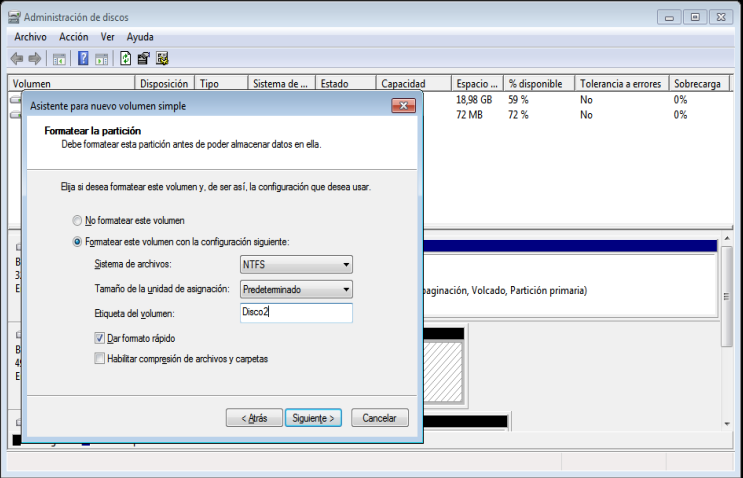 Administración de discos
Archivo Acción Ver Ayuda
Volumen Disposición Tipo Sistema de ... Estado Capacidad Espacio ... % disponible Tolerancia a errores Sobrecarga
18,98 GB 59 % No 0%
72 MB 72 % No 0%
Asistente para nuevo volumen simple
Formatear la partición
Debe formatear esta partición antes de poder almacenar datos en ella.
Elija si desea formatear este volumen y, de ser así, la configuración que desea usar.
No formatear este volumen
Formatear este volumen con la configuración siguiente:
Sistema de archivos: NTFS
Tamaño de la unidad de asignación: Predeterminado
Etiqueta del volumen: Disco2
Dar formato rápido
Habilitar compresión de archivos y carpetas
< Atrás Siguiente > Cancelar
paginación, Volcado, Partición primaria)